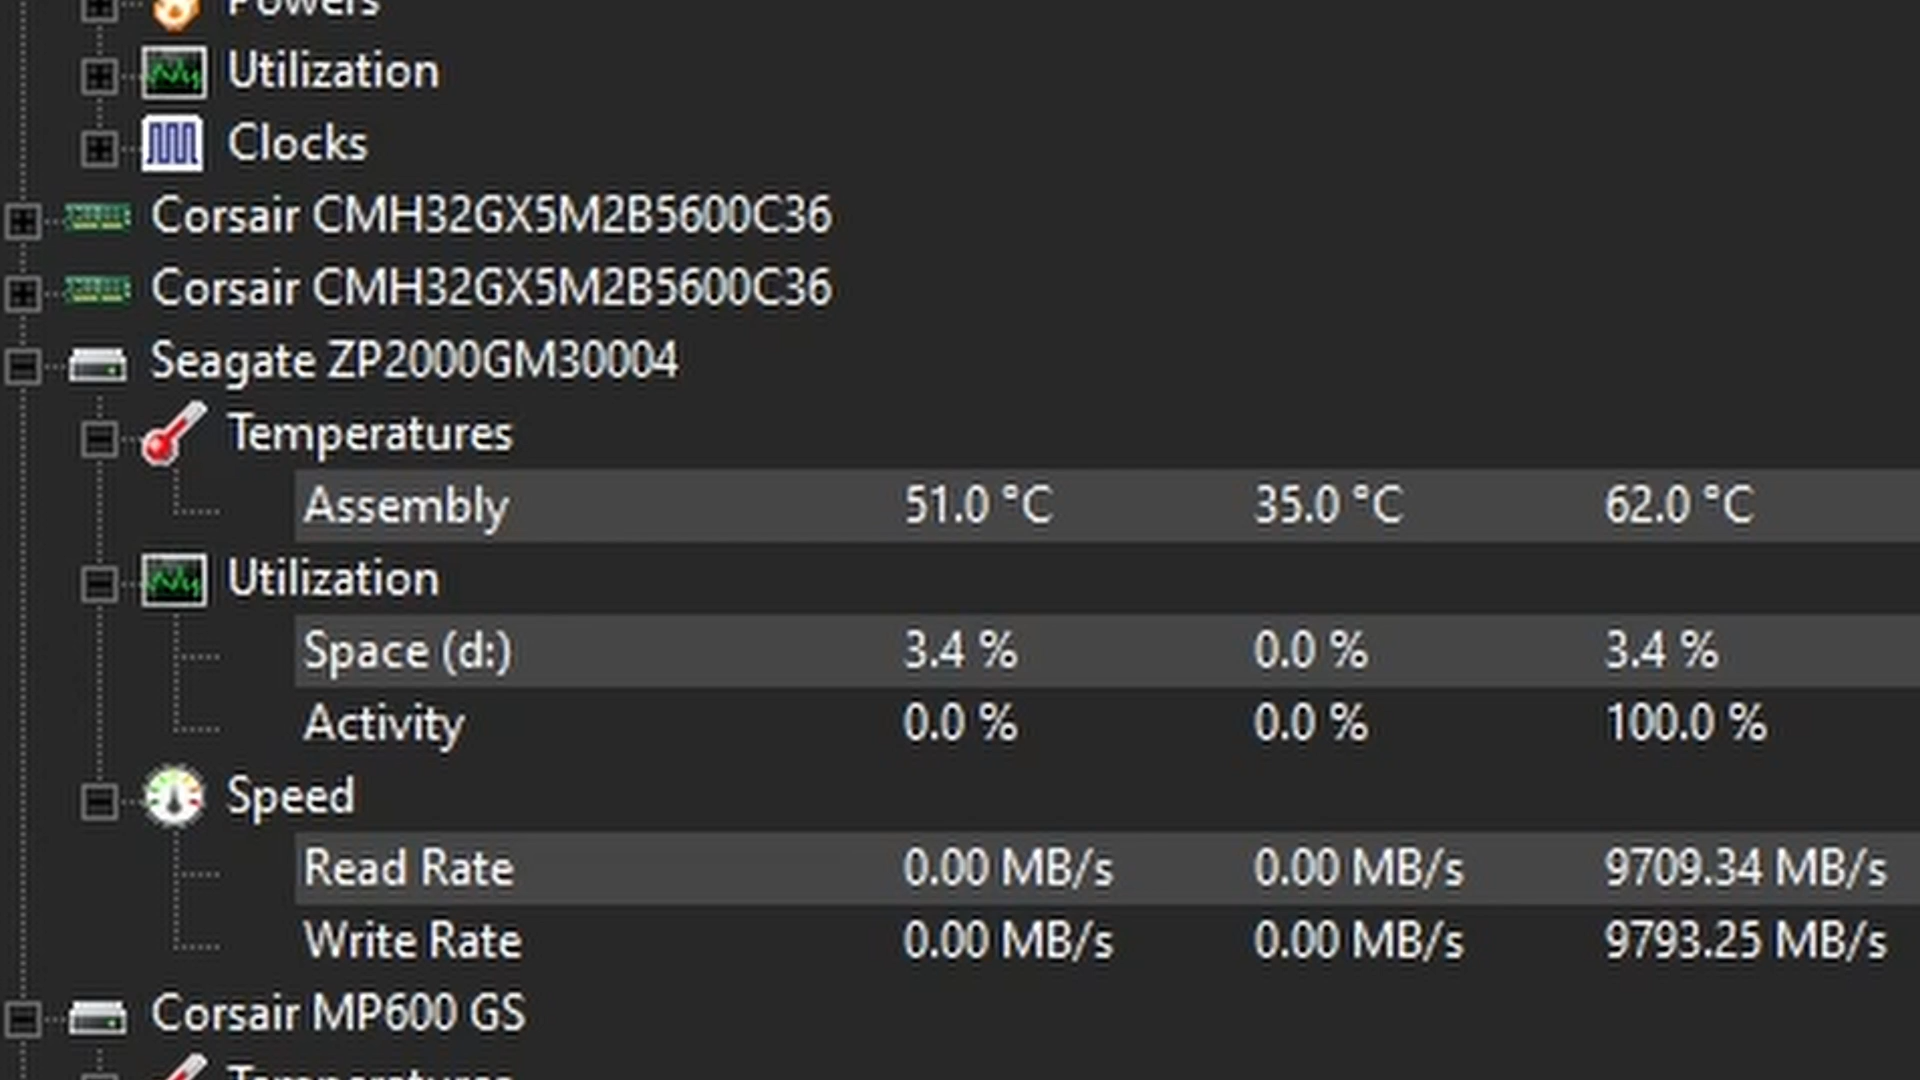 Powers
Utilization
Clocks
Corsair CMH32GX5M2B5600C36
Corsair CMH32GX5M2B5600C36
Seagate ZP2000GM30004
Temperatures
Assembly 51.0 °C 35.0 °C 62.0 °C
Utilization
Space (d:) 3.4 % 0.0 % 3.4 %
Activity 0.0 % 0.0 % 100.0 %
Speed
Read Rate 0.00 MB/s 0.00 MB/s 9709.34 MB/s
Write Rate 0.00 MB/s 0.00 MB/s 9793.25 MB/s
Corsair MP600 GS
Temperatures